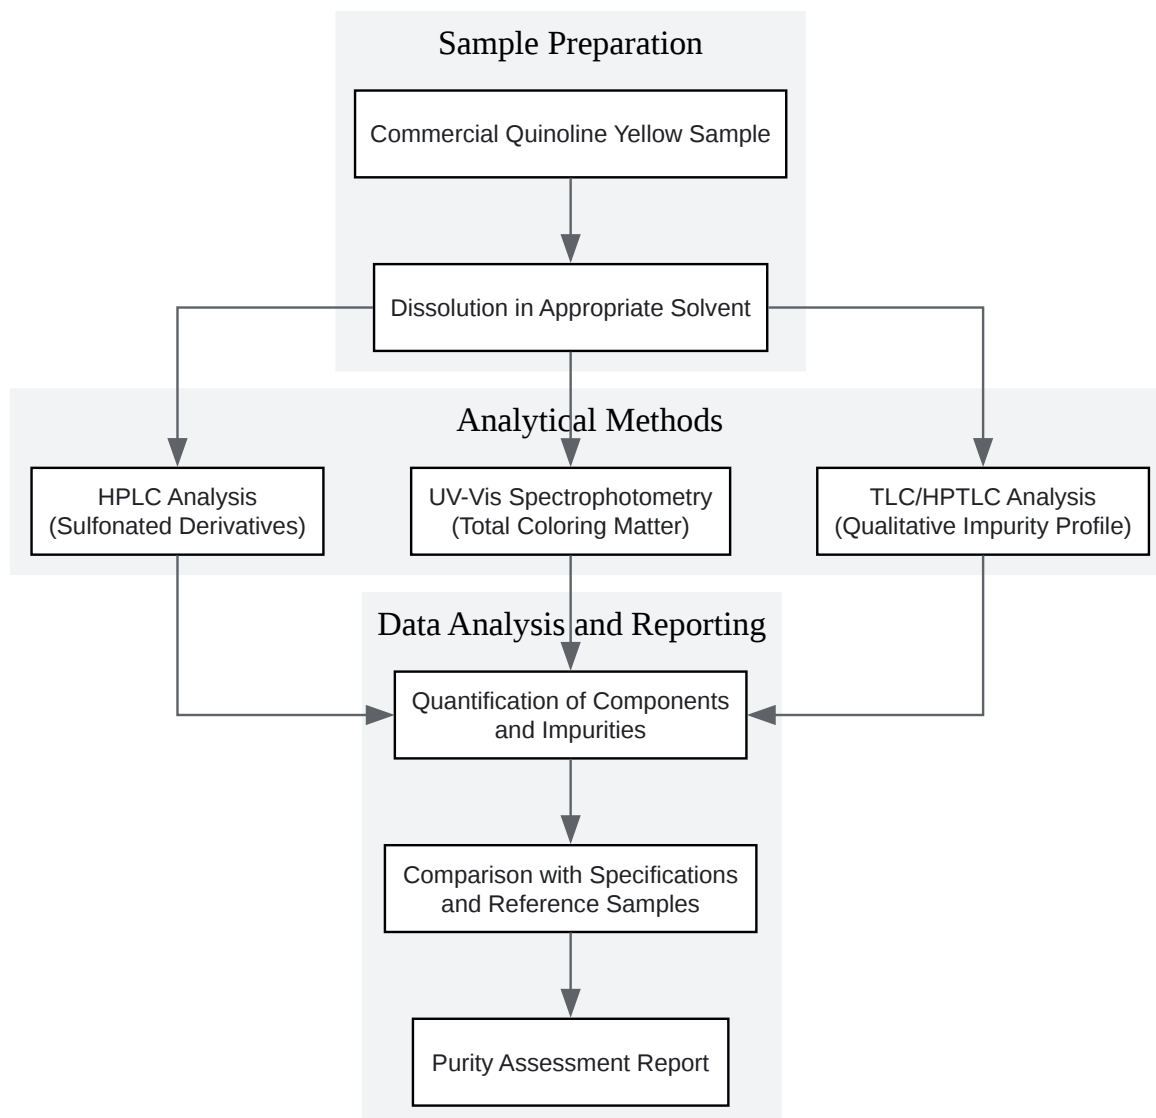 Sample Preparation
Commercial Quinoline Yellow Sample
Dissolution in Appropriate Solvent
Analytical Methods
HPLC Analysis
(Sulfonated Derivatives)
UV-Vis Spectrophotometry
(Total Coloring Matter)
TLC/HPTLC Analysis
(Qualitative Impurity Profile)
Data Analysis and Reporting
Quantification of Components
and Impurities
Comparison with Specifications
and Reference Samples
Purity Assessment Report